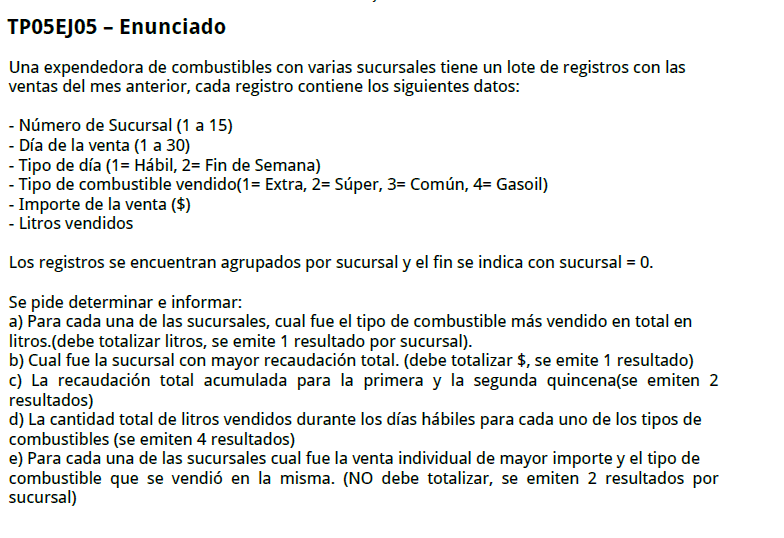 TP05EJ05 – Enunciado
Una expendedora de combustibles con varias sucursales tiene un lote de registros con las
ventas del mes anterior, cada registro contiene los siguientes datos:
- Número de Sucursal (1 a 15)
- Día de la venta (1 a 30)
- Tipo de día (1= Hábil, 2= Fin de Semana)
- Tipo de combustible vendido(1= Extra, 2= Súper, 3= Común, 4= Gasoil)
- Importe de la venta ($)
- Litros vendidos
Los registros se encuentran agrupados por sucursal y el fin se indica con sucursal = 0.
Se pide determinar e informar:
a) Para cada una de las sucursales, cual fue el tipo de combustible más vendido en total en
litros.(debe totalizar litros, se emite 1 resultado por sucursal).
b) Cual fue la sucursal con mayor recaudación total. (debe totalizar $, se emite 1 resultado)
c) La recaudación total acumulada para la primera y la segunda quincena(se emiten 2
resultados)
d) La cantidad total de litros vendidos durante los días hábiles para cada uno de los tipos de
combustibles (se emiten 4 resultados)
e) Para cada una de las sucursales cual fue la venta individual de mayor importe y el tipo de
combustible que se vendió en la misma. (NO debe totalizar, se emiten 2 resultados por
sucursal)